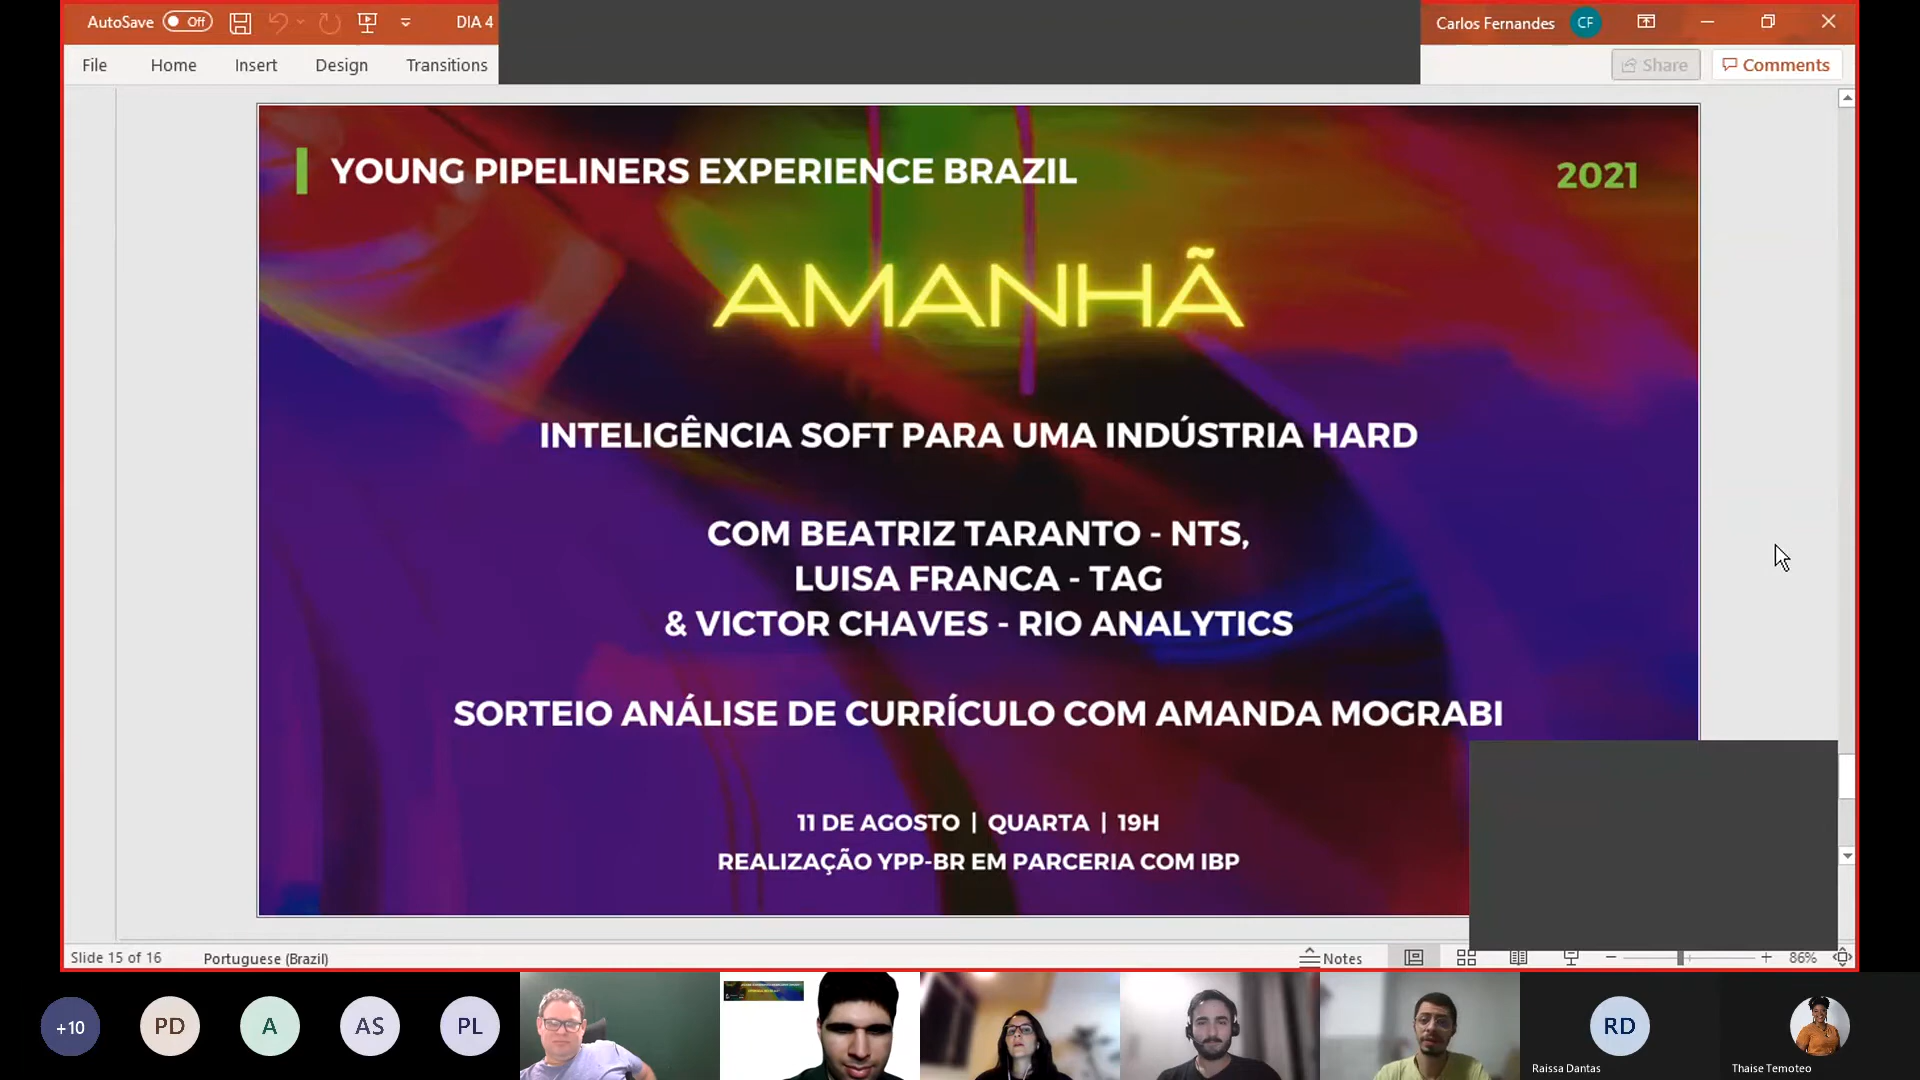 AutoSave Off DIA 4 Carlos Fernandes CF
File Home Insert Design Transitions Share Comments
YOUNG PIPELINERS EXPERIENCE BRAZIL 2021
AMANHÃ
INTELIGÊNCIA SOFT PARA UMA INDÚSTRIA HARD
COM BEATRIZ TARANTO - NTS,
LUISA FRANCA - TAG
& VICTOR CHAVES - RIO ANALYTICS
SORTEIO ANÁLISE DE CURRÍCULO COM AMANDA MOGRABI
11 DE AGOSTO | QUARTA | 19H
REALIZAÇÃO YPP-BR EM PARCERIA COM IBP
Slide 15 of 16 Portuguese (Brazil) Notes 86%
+10 PD A AS PL RD
Raissa Dantas Thaise Temoteo